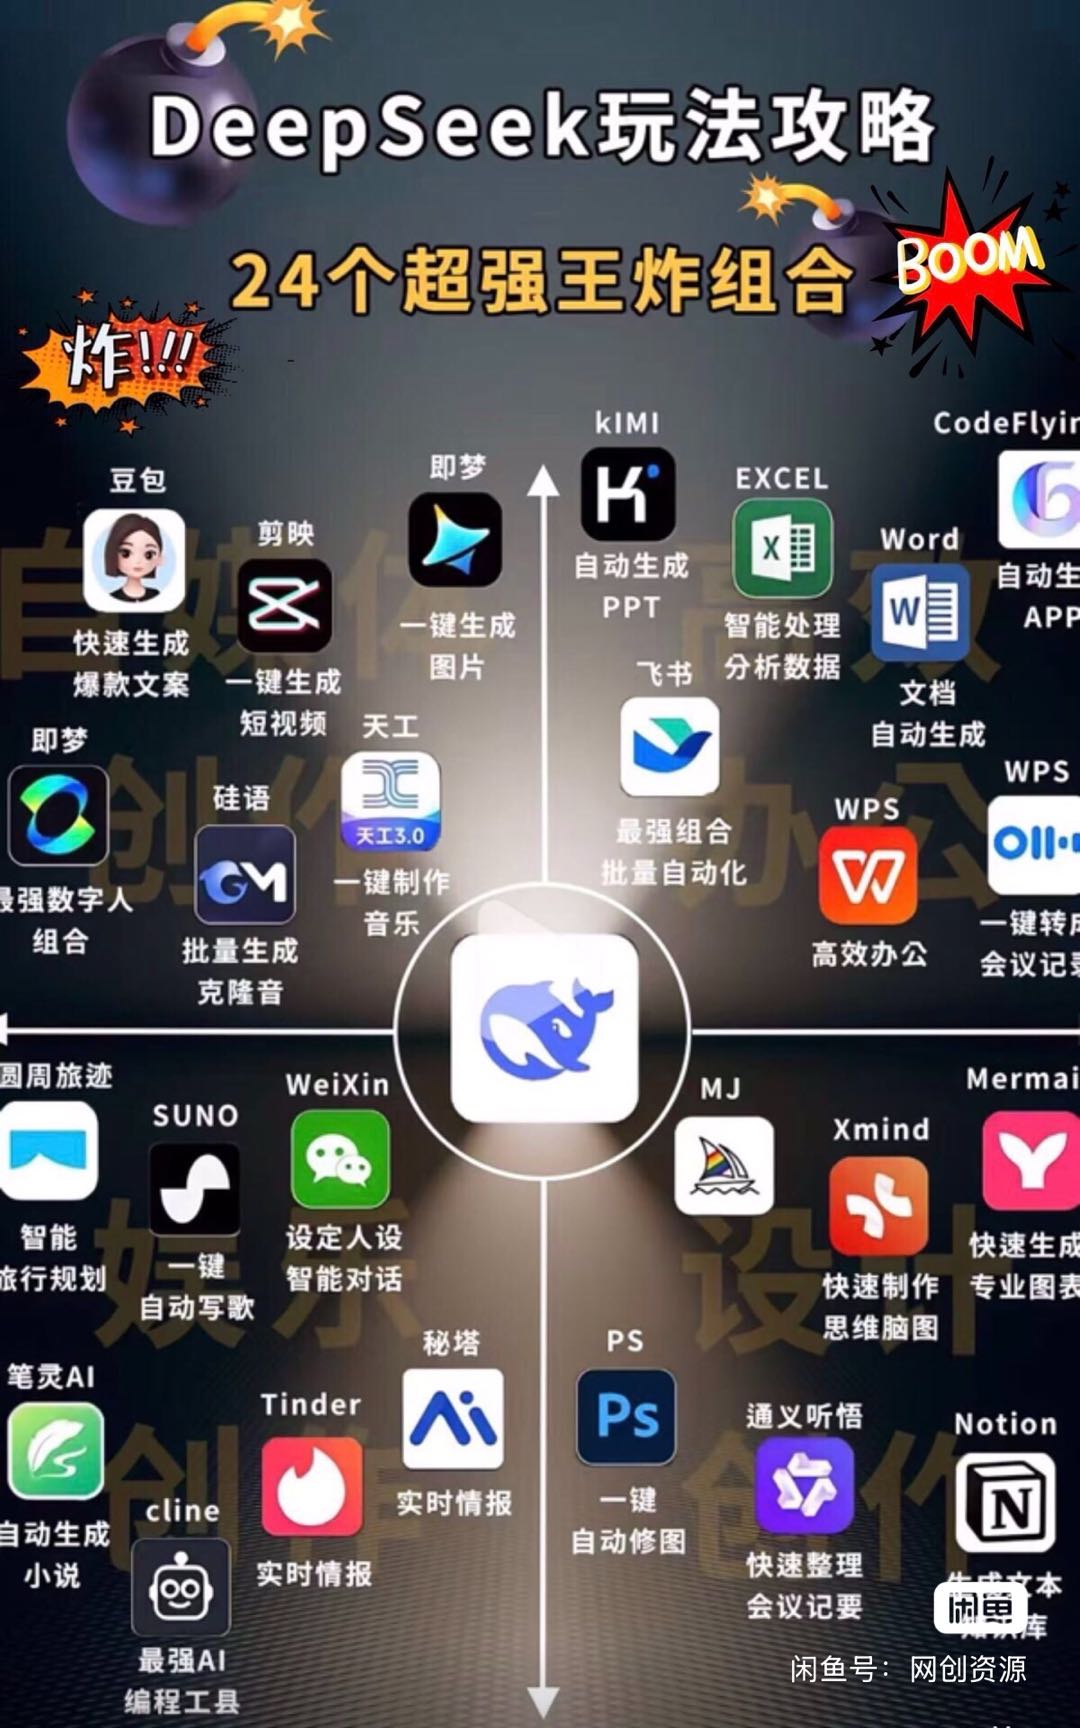 DeepSeek玩法攻略
24个超强王炸组合
BOOM
炸!!!
自媒体
创作
高效
办公
豆包
快速生成
爆款文案
剪映
一键生成
短视频
即梦
一键生成
图片
即梦
最强数字人
组合
硅语
GM
批量生成
克隆音
天工
天工3.0
一键制作
音乐
kIMI
K
自动生成
PPT
EXCEL
X
智能处理
分析数据
Word
W
文档
自动生成
CodeFlyin
自动生
APP
飞书
最强组合
批量自动化
WPS
高效办公
WPS
一键转成
会议记录
娱乐
创作
设计
创作
圆周旅迹
智能
旅行规划
SUNO
一键
自动写歌
WeiXin
设定人设
智能对话
笔灵AI
自动生成
小说
cline
最强AI
编程工具
Tinder
实时情报
秘塔
实时情报
MJ
Xmind
快速制作
思维脑图
Mermai
快速生成
专业图表
PS
Ps
一键
自动修图
通义听悟
快速整理
会议记要
Notion
N
生成文本
知识库
闲鱼
闲鱼号：网创资源